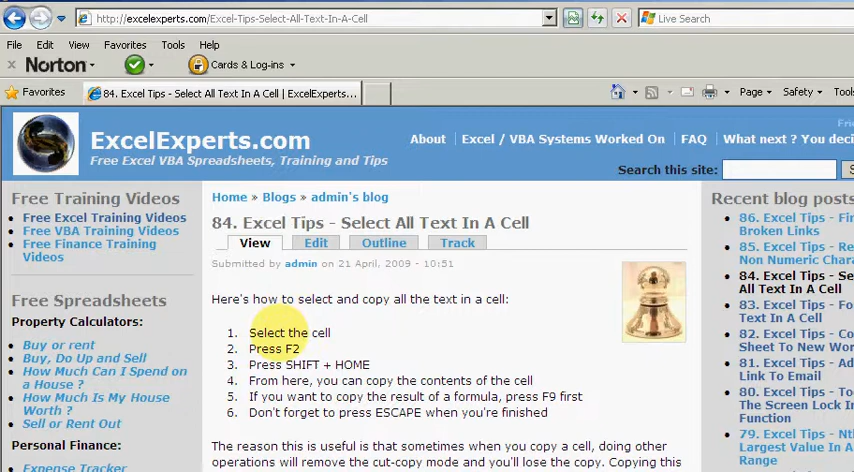 http://excelexperts.com/Excel-Tips-Select-All-Text-In-A-Cell
Live Search
File Edit View Favorites Tools Help
× Norton Cards & Log-ins
Favorites
84. Excel Tips - Select All Text In A Cell | ExcelExperts....
Page Safety Tools
ExcelExperts.com
Free Excel VBA Spreadsheets, Training and Tips
About Excel / VBA Systems Worked On FAQ What next ? You
Search this site:
Free Training Videos
Free Excel Training Videos
Free VBA Training Videos
Free Finance Training
Videos
Free Spreadsheets
Property Calculators:
Buy or rent
Buy, Do Up and Sell
How Much Can I Spend on
a House ?
How Much Is My House
Worth ?
Sell or Rent Out
Personal Finance:
Expense Tracker
Home » Blogs » admin's blog
84. Excel Tips - Select All Text In A Cell
View Edit Outline Track
Submitted by admin on 21 April, 2009 - 10:51
Here's how to select and copy all the text in a cell:
1. Select the cell
2. Press F2
3. Press SHIFT + HOME
4. From here, you can copy the contents of the cell
5. If you want to copy the result of a formula, press F9 first
6. Don't forget to press ESCAPE when you're finished
The reason this is useful is that sometimes when you copy a cell, doing other
operations will remove the cut-copy mode and you'll lose the copy. Copying this
Recent blog posts
86. Excel Tips -
Broken Links
85. Excel Tips -
Non Numeric
84. Excel Tips -
All Text In A Cell
83. Excel Tips -
Text In A Cell
82. Excel Tips -
Sheet To New
81. Excel Tips -
Link To Email
80. Excel Tips -
The Screen Lock
Function
79. Excel Tips -
Largest Value In
Range